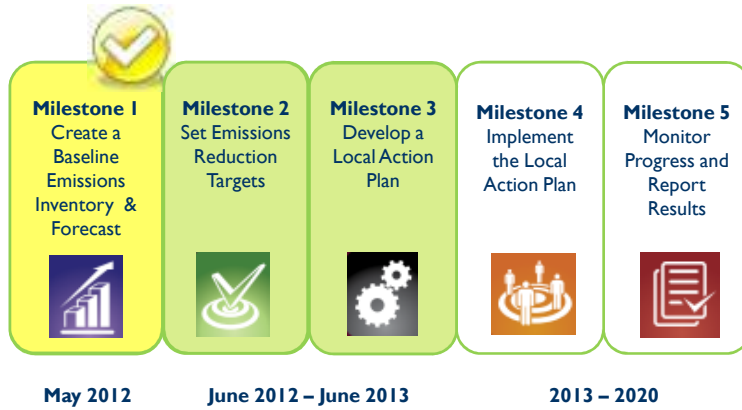 Milestone 1
Create a
Baseline
Emissions
Inventory &
Forecast
Milestone 2
Set Emissions
Reduction
Targets
Milestone 3
Develop a
Local Action
Plan
Milestone 4
Implement
the Local
Action Plan
Milestone 5
Monitor
Progress and
Report
Results
May 2012
June 2012 – June 2013
2013 – 2020